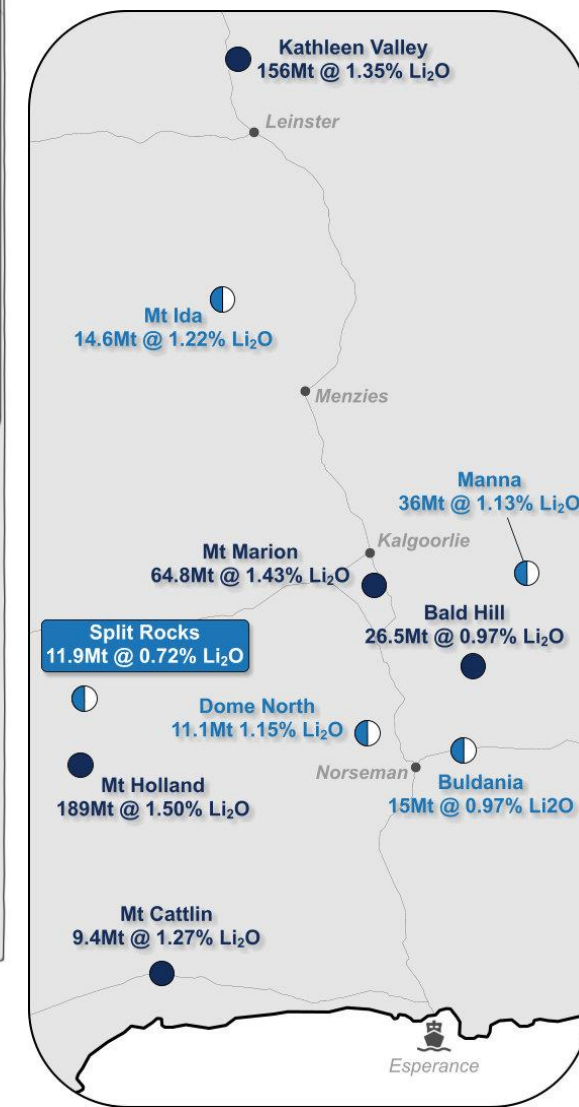 Kathleen Valley
156Mt @ 1.35% Li₂O
Leinster
Mt Ida
14.6Mt @ 1.22% Li₂O
Menzies
Manna
36Mt @ 1.13% Li₂O
Kalgoorlie
Mt Marion
64.8Mt @ 1.43% Li₂O
Bald Hill
26.5Mt @ 0.97% Li₂O
Split Rocks
11.9Mt @ 0.72% Li₂O
Dome North
11.1Mt 1.15% Li₂O
Norseman
Mt Holland
189Mt @ 1.50% Li₂O
Buldania
15Mt @ 0.97% Li2O
Mt Cattlin
9.4Mt @ 1.27% Li₂O
Esperance